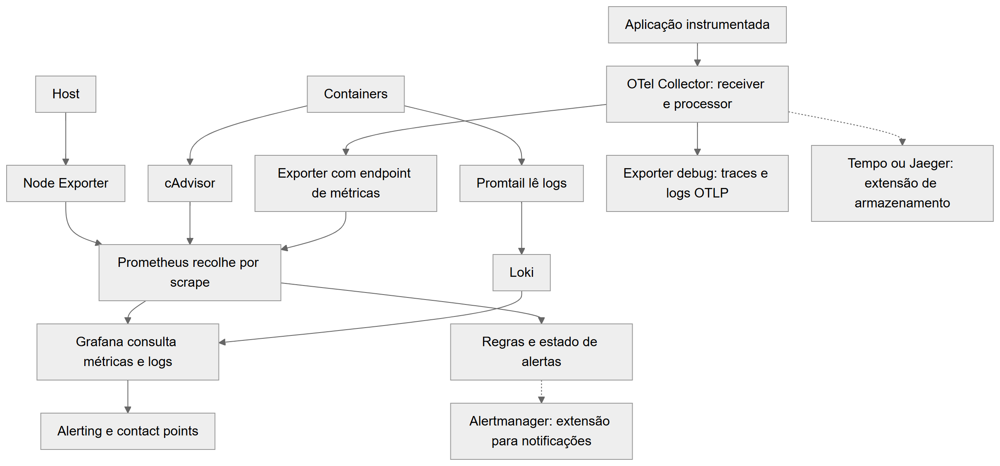 Aplicação instrumentada
OTel Collector: receiver
e processor
Host
Containers
Node Exporter
cAdvisor
Exporter com endpoint
de métricas
Promtail lê logs
Exporter debug: traces e
logs OTLP
Tempo ou Jaeger:
extensão de
armazenamento
Prometheus recolhe por
scrape
Loki
Grafana consulta
métricas e logs
Regras e estado de
alertas
Alerting e contact points
Alertmanager: extensão
para notificações